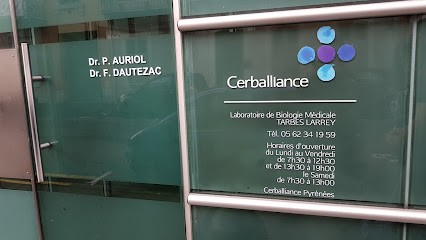 Dr. P. AURIOL
Dr. F. DAUTEZAC
Cerballiance
Laboratoire de Biologie Médicale
TARBES LARREY
Tél. 05 62 34 19 59
Horaires d'ouverture
du Lundi au Vendredi
de 7h30 à 12h30
et de 13h30 à 19h00
le Samedi
de 7h30 à 13h00
Cerballiance Pyrénées